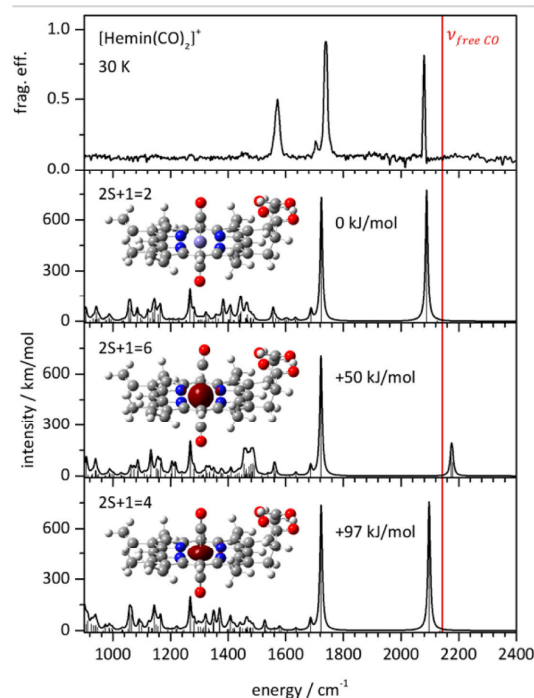 [Hemin(CO)₂]⁺
30 K
ν_free CO
frag. eff.
1.0
0.5
0.0
2S+1=2
0 kJ/mol
600
300
0
2S+1=6
+50 kJ/mol
600
300
0
intensity / km/mol
2S+1=4
+97 kJ/mol
600
300
0
1000 1200 1400 1600 1800 2000 2200 2400
energy / cm⁻¹